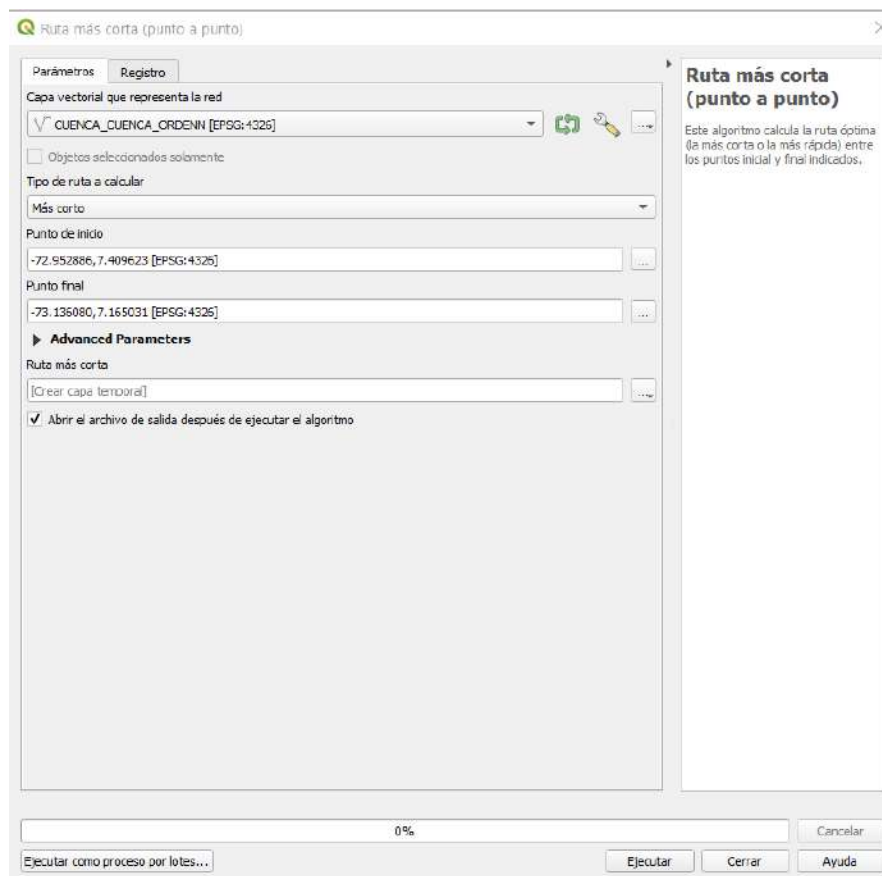 Ruta más corta (punto a punto)
Parámetros
Registro
Capa vectorial que representa la red
CUENCA_CUENCA_ORDENN [EPSG:4326]
Objetos seleccionados solamente
Tipo de ruta a calcular
Más corto
Punto de inicio
-72.952886,7.409623 [EPSG:4326]
...
Punto final
-73.136080,7.165031 [EPSG:4326]
...
Advanced Parameters
Ruta más corta
[Crear capa temporal]
...
Abrir el archivo de salida después de ejecutar el algoritmo
Ruta más corta
(punto a punto)
Este algoritmo calcula la ruta óptima
(la más corta o la más rápida) entre
los puntos inicial y final indicados.
0%
Cancelar
Ejecutar como proceso por lotes...
Ejecutar
Cerrar
Ayuda